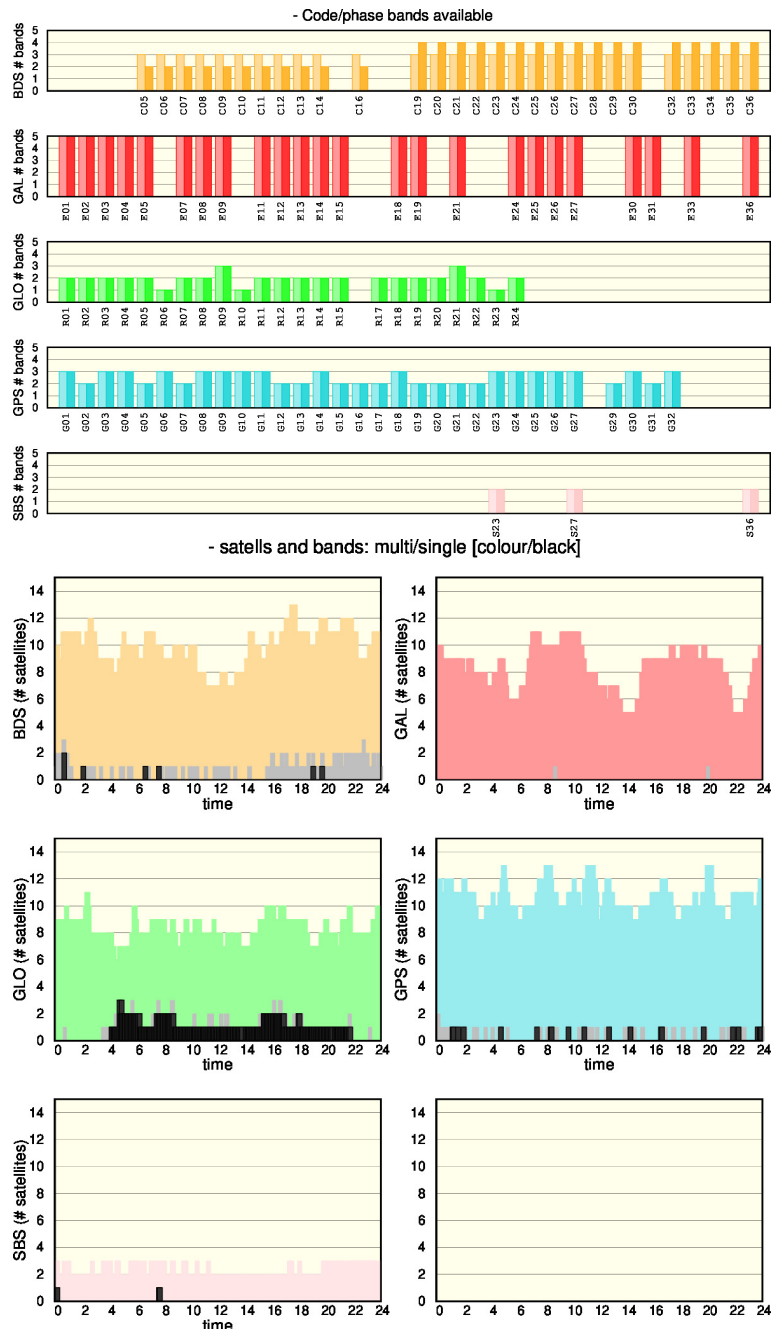 - Code/phase bands available
BDS # bands
5
4
3
2
1
0
C05 C06 C07 C08 C09 C10 C11 C12 C13 C14 C16 C19 C20 C21 C22 C23 C24 C25 C26 C27 C28 C29 C30 C32 C33 C34 C35 C36
GAL # bands
5
4
3
2
1
0
E01 E02 E03 E04 E05 E07 E08 E09 E11 E12 E13 E14 E15 E18 E19 E21 E24 E25 E26 E27 E30 E31 E33 E36
GLO # bands
5
4
3
2
1
0
R01 R02 R03 R04 R05 R06 R07 R08 R09 R10 R11 R12 R13 R14 R15 R17 R18 R19 R20 R21 R22 R23 R24
GPS # bands
5
4
3
2
1
0
G01 G02 G03 G04 G05 G06 G07 G08 G09 G10 G11 G12 G13 G14 G15 G16 G17 G18 G19 G20 G21 G22 G23 G24 G25 G26 G27 G29 G30 G31 G32
SBS # bands
5
4
3
2
1
0
S23 S27 S36
- satells and bands: multi/single [colour/black]
BDS (# satellites)
14
12
10
8
6
4
2
0
0 2 4 6 8 10 12 14 16 18 20 22 24
time
GAL (# satellites)
14
12
10
8
6
4
2
0
0 2 4 6 8 10 12 14 16 18 20 22 24
time
GLO (# satellites)
14
12
10
8
6
4
2
0
0 2 4 6 8 10 12 14 16 18 20 22 24
time
GPS (# satellites)
14
12
10
8
6
4
2
0
0 2 4 6 8 10 12 14 16 18 20 22 24
time
SBS (# satellites)
14
12
10
8
6
4
2
0
0 2 4 6 8 10 12 14 16 18 20 22 24
time
14
12
10
8
6
4
2
0
0 2 4 6 8 10 12 14 16 18 20 22 24